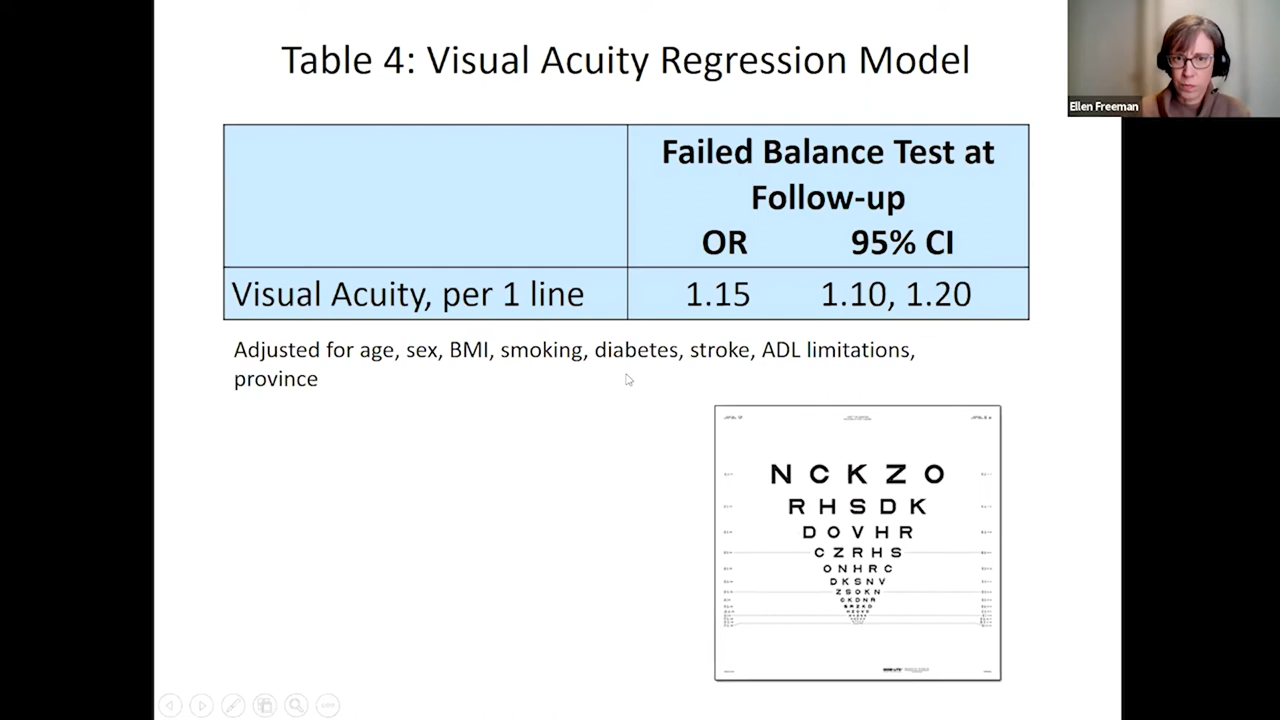 Table 4: Visual Acuity Regression Model
Ellen Freeman
Failed Balance Test at
Follow-up
OR 95% CI
Visual Acuity, per 1 line 1.15 1.10, 1.20
Adjusted for age, sex, BMI, smoking, diabetes, stroke, ADL limitations,
province
N C K Z O
R H S D K
D O V H R
C Z R H S
O N H R C
D K S N V
Z S O K N
C K D N R
S R Z K D